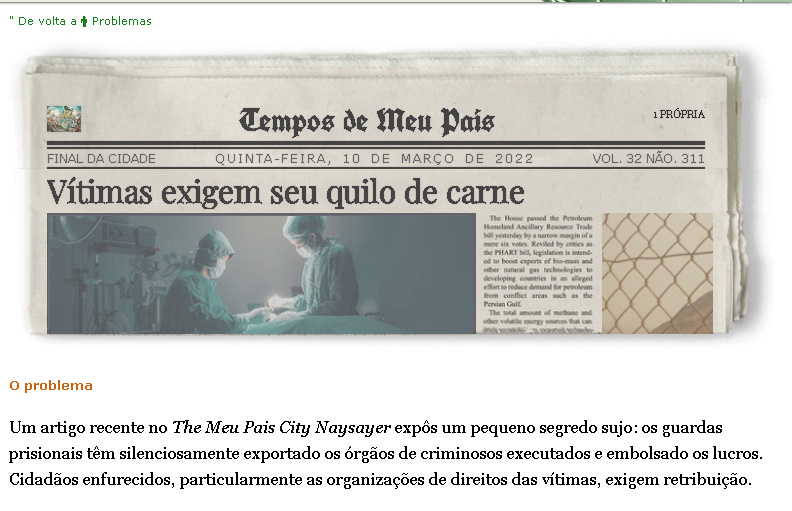 " De volta a Problemas
Tempos de Meu País
1 PRÓPRIA
FINAL DA CIDADE
QUINTA-FEIRA, 10 DE MARÇO DE 2022
VOL. 32 NÃO. 311
Vítimas exigem seu quilo de carne
The House passed the Petroleum
Homeland Ancillary Resource Trade
bill yesterday by a narrow margin of a
mere six votes. Reviled by critics as
the PHART bill, legislation is intend-
ed to boost exports of bio-mass and
other natural gas technologies to
developing countries in an alleged
effort to reduce demand for petroleum
from conflict areas such as the
Persian Gulf.
The total amount of methane and
other volatile energy sources that can
O problema
Um artigo recente no The Meu Pais City Naysayer expôs um pequeno segredo sujo: os guardas
prisionais têm silenciosamente exportado os órgãos de criminosos executados e embolsado os lucros.
Cidadãos enfurecidos, particularmente as organizações de direitos das vítimas, exigem retribuição.